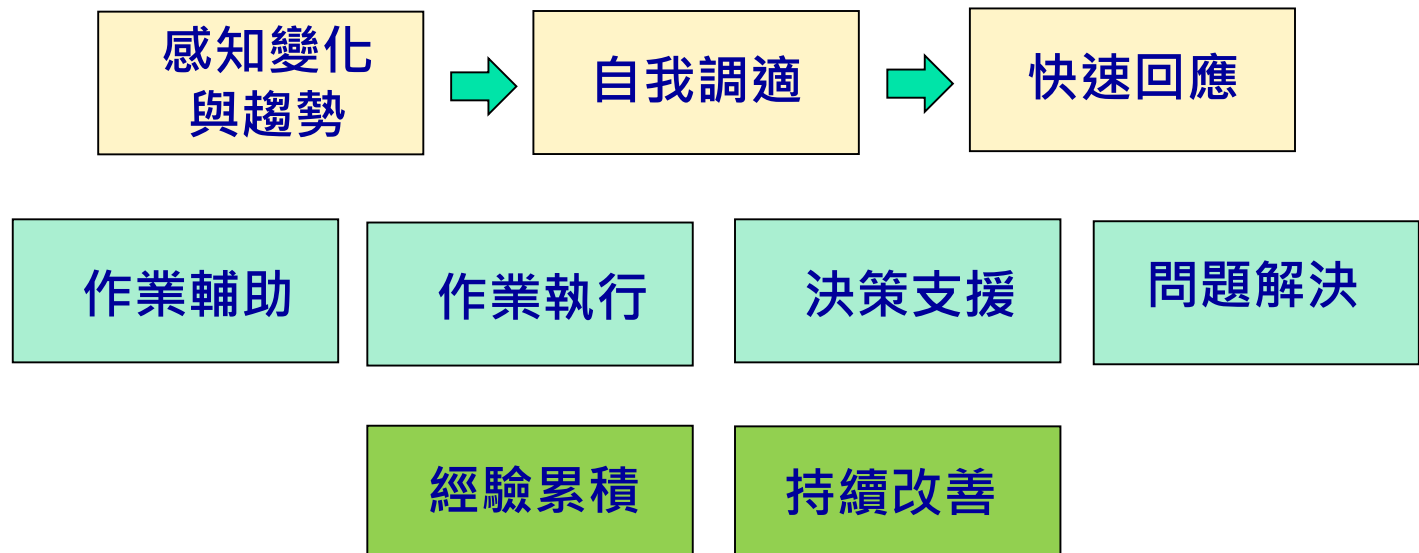 感知變化
與趨勢
自我調適
快速回應
作業輔助
作業執行
決策支援
問題解決
經驗累積
持續改善